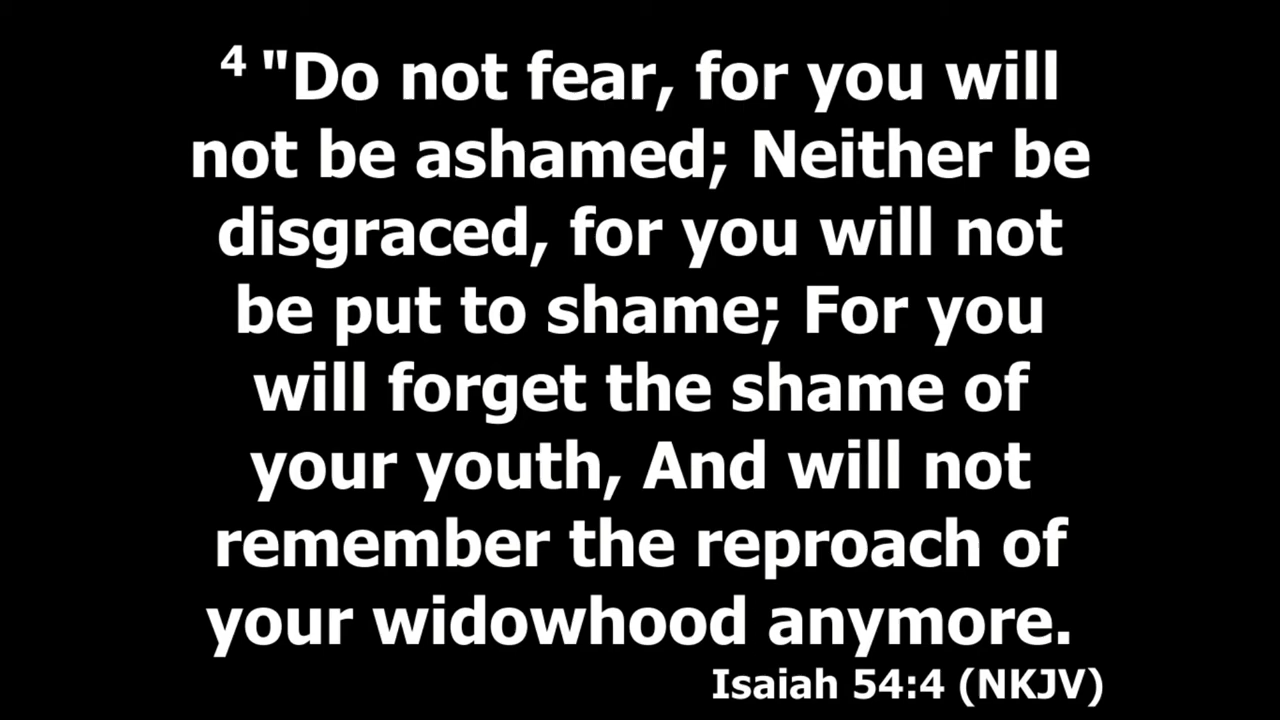 4 "Do not fear, for you will
not be ashamed; Neither be
disgraced, for you will not
be put to shame; For you
will forget the shame of
your youth, And will not
remember the reproach of
your widowhood anymore.
Isaiah 54:4 (NKJV)